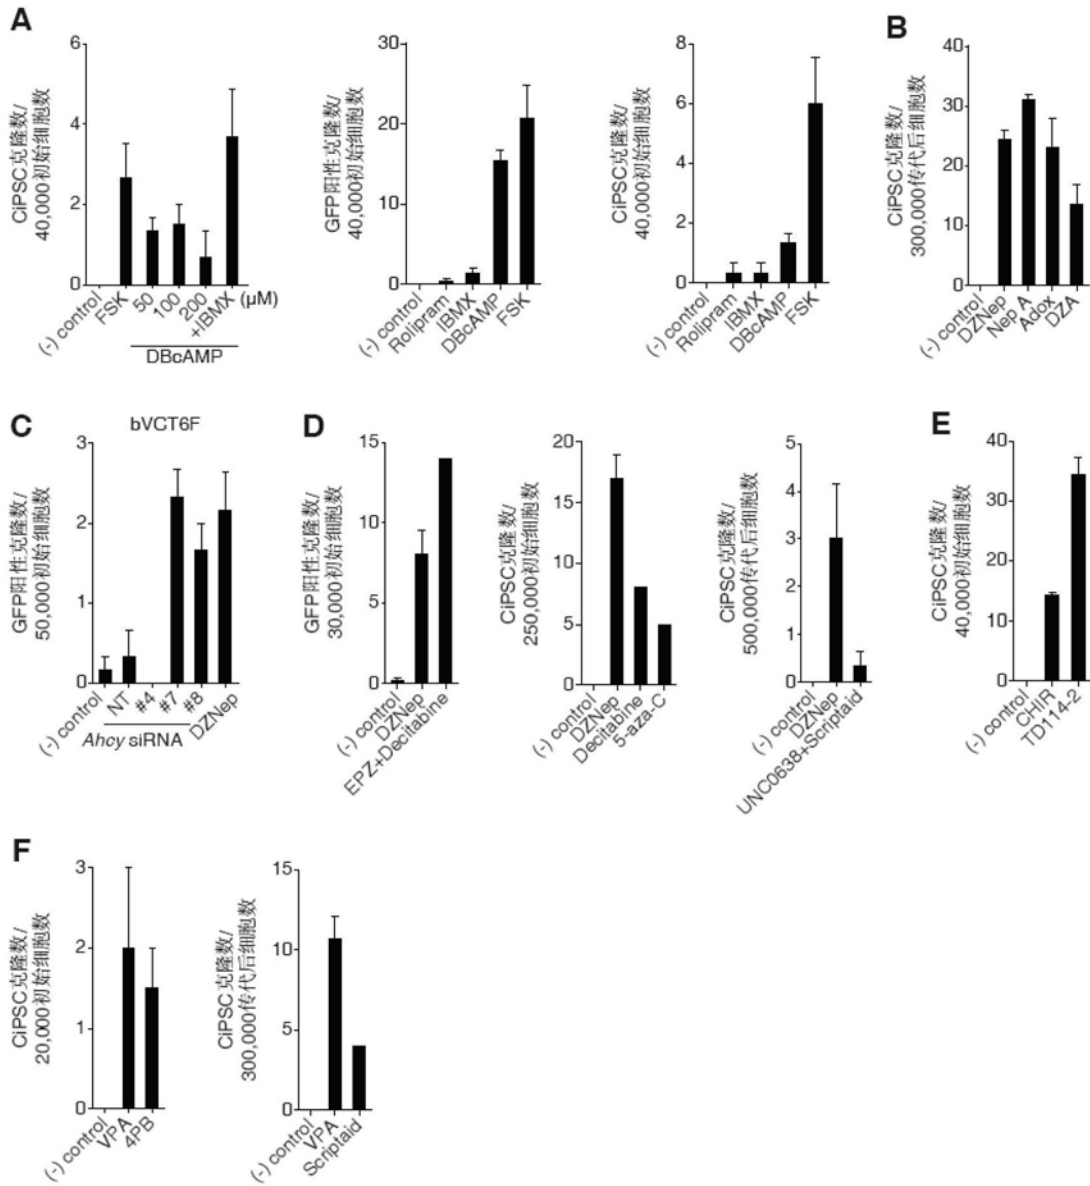 A
CiPSC克隆数/
40,000初始细胞数
6
4
2
0
(-) control
FSK
50
100
200
+IBMX
(μM)
DBcAMP
GFP阳性克隆数/
40,000初始细胞数
30
20
10
0
(-) control
Rolipram
IBMX
DBcAMP
FSK
CiPSC克隆数/
40,000初始细胞数
8
6
4
2
0
(-) control
Rolipram
IBMX
DBcAMP
FSK
B
CiPSC克隆数/
300,000传代后细胞数
40
30
20
10
0
(-) control
DZNep
Nep A
Adox
DZA
C
bVCT6F
GFP阳性克隆数/
50,000初始细胞数
3
2
1
0
(-) control
NT
#4
#7
#8
DZNep
Ahcy siRNA
D
GFP阳性克隆数/
30,000初始细胞数
15
10
5
0
(-) control
DZNep
EPZ+Decitabine
CiPSC克隆数/
250,000初始细胞数
20
15
10
5
0
(-) control
DZNep
Decitabine
5-aza-C
CiPSC克隆数/
500,000传代后细胞数
5
4
3
2
1
0
(-) control
DZNep
UNC0638+Scriptaid
E
CiPSC克隆数/
40,000初始细胞数
40
30
20
10
0
(-) control
CHIR
TD114-2
F
CiPSC克隆数/
20,000初始细胞数
3
2
1
0
(-) control
VPA
4PB
CiPSC克隆数/
300,000传代后细胞数
15
10
5
0
(-) control
VPA
Scriptaid